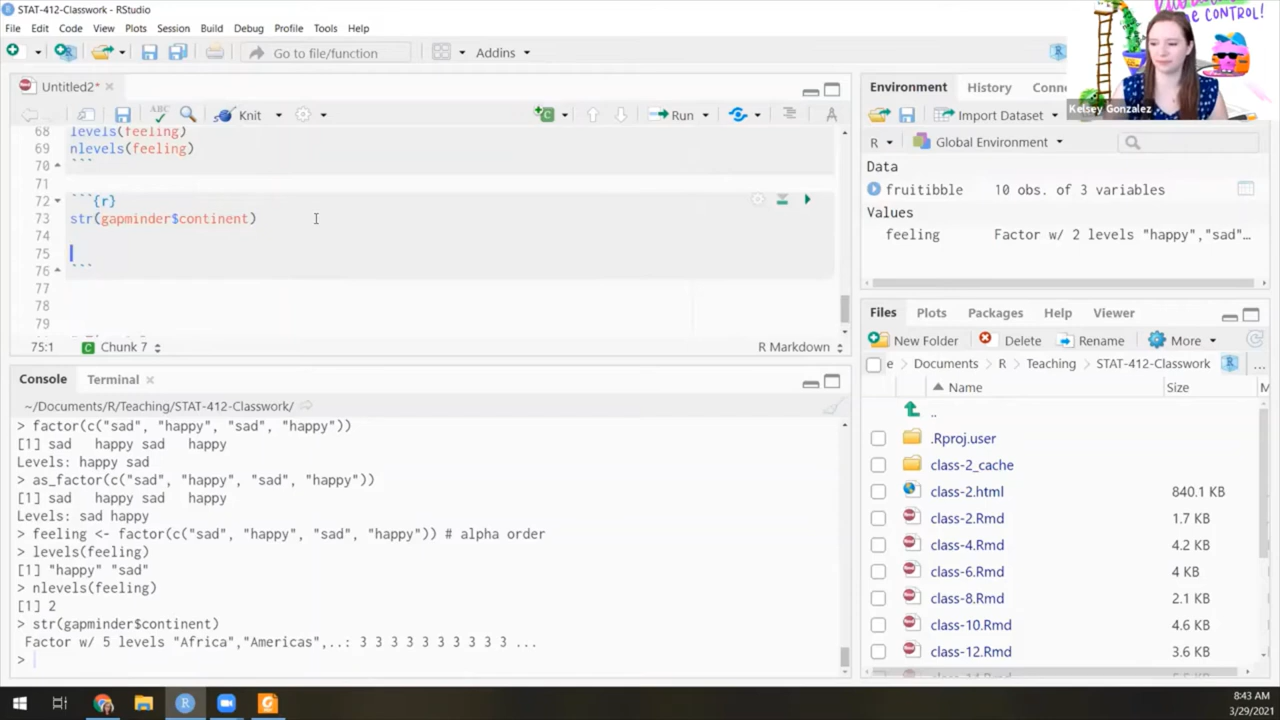 STAT-412-Classwork - RStudio
File Edit Code View Plots Session Build Debug Profile Tools Help
Go to file/function Addins
CONTROL!
Kelsey Gonzalez
Untitled2*
ABC Knit Run
68 levels(feeling)
69 nlevels(feeling)
70 ```
71
72 ```{r}
73 str(gapminder$continent)
74
75
76 ```
77
78
79
75:1 Chunk 7 R Markdown
Console Terminal
~/Documents/R/Teaching/STAT-412-Classwork/
> factor(c("sad", "happy", "sad", "happy"))
[1] sad happy sad happy
Levels: happy sad
> as_factor(c("sad", "happy", "sad", "happy"))
[1] sad happy sad happy
Levels: sad happy
> feeling <- factor(c("sad", "happy", "sad", "happy")) # alpha order
> levels(feeling)
[1] "happy" "sad"
> nlevels(feeling)
[1] 2
> str(gapminder$continent)
Factor w/ 5 levels "Africa","Americas",..: 3 3 3 3 3 3 3 3 3 3 ...
>
Environment History Conn
Import Dataset
R Global Environment
Data
fruitibble 10 obs. of 3 variables
Values
feeling Factor w/ 2 levels "happy","sad"…
Files Plots Packages Help Viewer
New Folder Delete Rename More
e > Documents > R > Teaching > STAT-412-Classwork ...
Name Size M
..
.Rproj.user
class-2_cache
class-2.html 840.1 KB
class-2.Rmd 1.7 KB
class-4.Rmd 4.2 KB
class-6.Rmd 4 KB
class-8.Rmd 2.1 KB
class-10.Rmd 4.6 KB
class-12.Rmd 3.6 KB
8:43 AM
3/29/2021